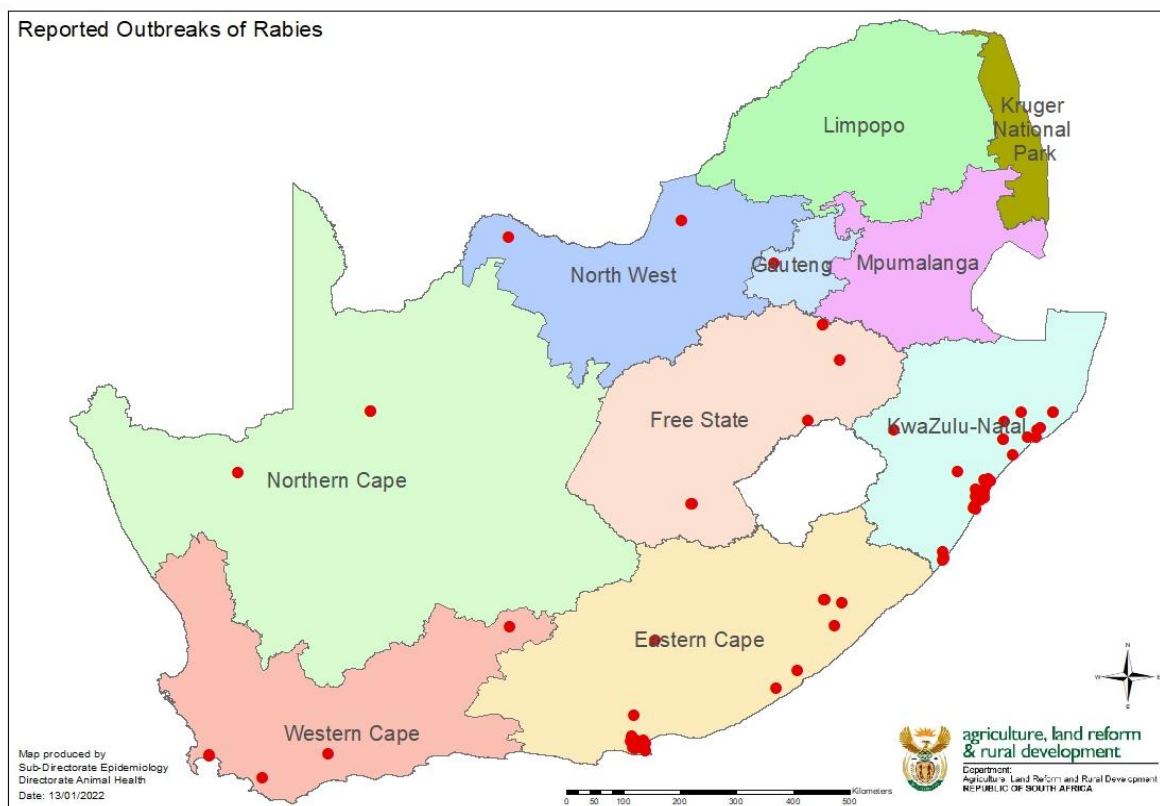 Reported Outbreaks of Rabies
Limpopo
Kruger
National
Park
North West
Gauteng
Mpumalanga
Free State
KwaZulu-Natal
Northern Cape
Eastern Cape
Western Cape
N
W
E
S
Map produced by
Sub-Directorate Epidemiology
Directorate Animal Health
Date: 13/01/2022
Kilometers
0 50 100 200 300 400 500
agriculture, land reform
& rural development
Department:
Agriculture, Land Reform and Rural Development
REPUBLIC OF SOUTH AFRICA